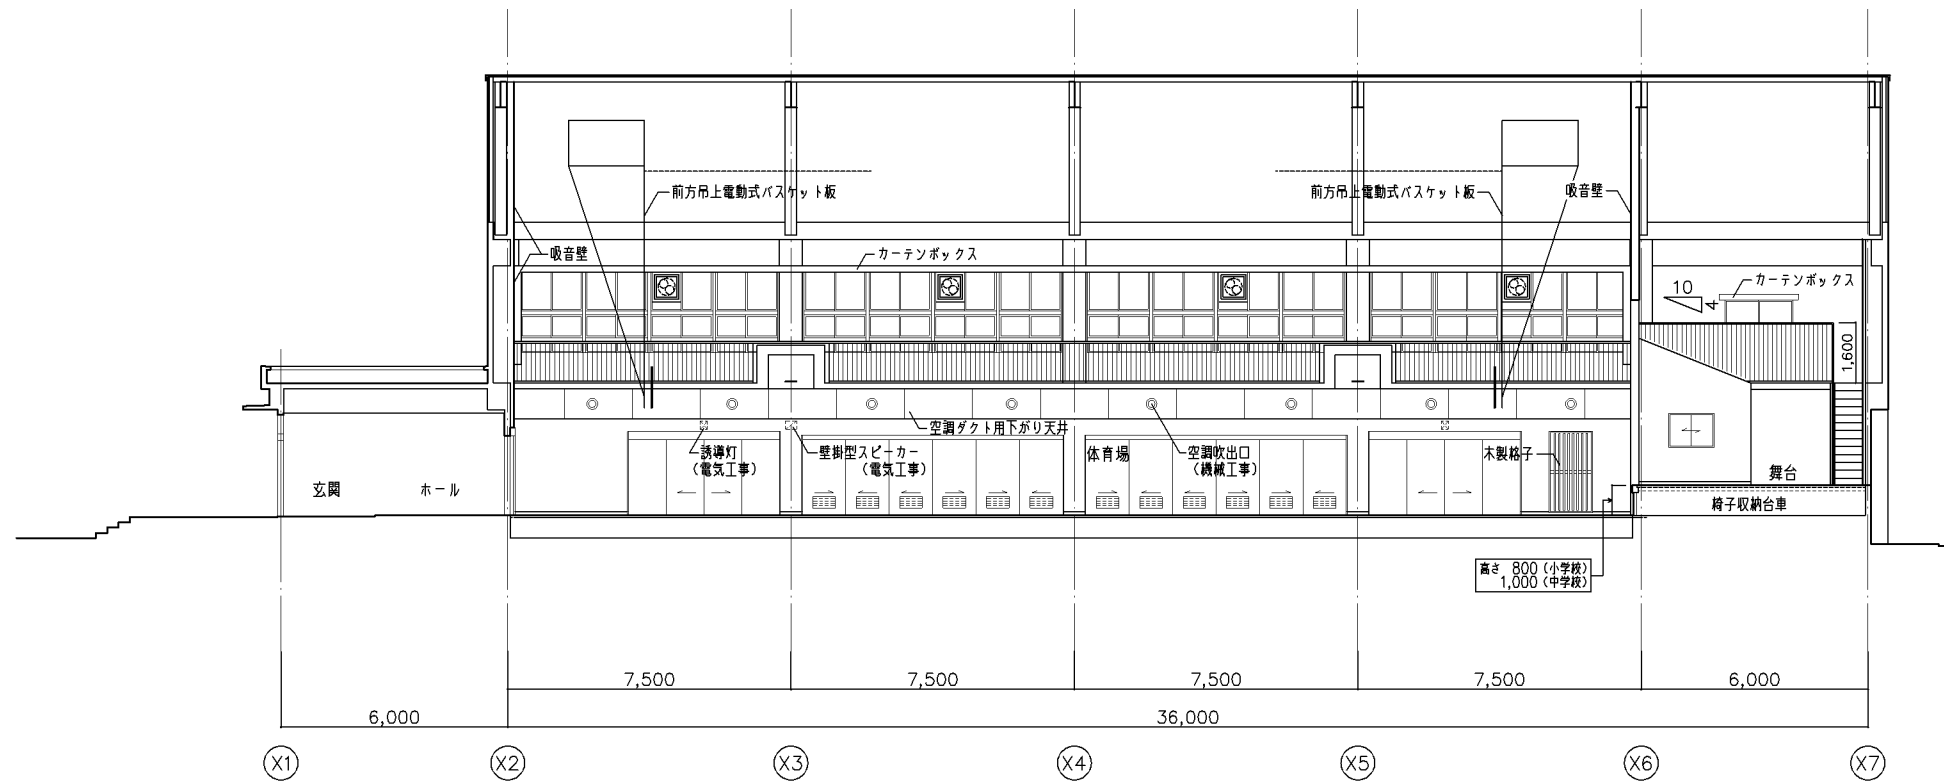 前方吊上電動式バスケット板
前方吊上電動式バスケット板
吸音壁
吸音壁
カーテンボックス
10
4
カーテンボックス
1,600
空調ダクト用下がり天井
誘導灯
(電気工事)
壁掛型スピーカー
(電気工事)
体育場
空調吹出口
(機械工事)
木製格子
玄関
ホール
舞台
椅子収納台車
高さ 800 (小学校)
1,000 (中学校)
7,500
7,500
7,500
7,500
6,000
6,000
36,000
X1
X2
X3
X4
X5
X6
X7